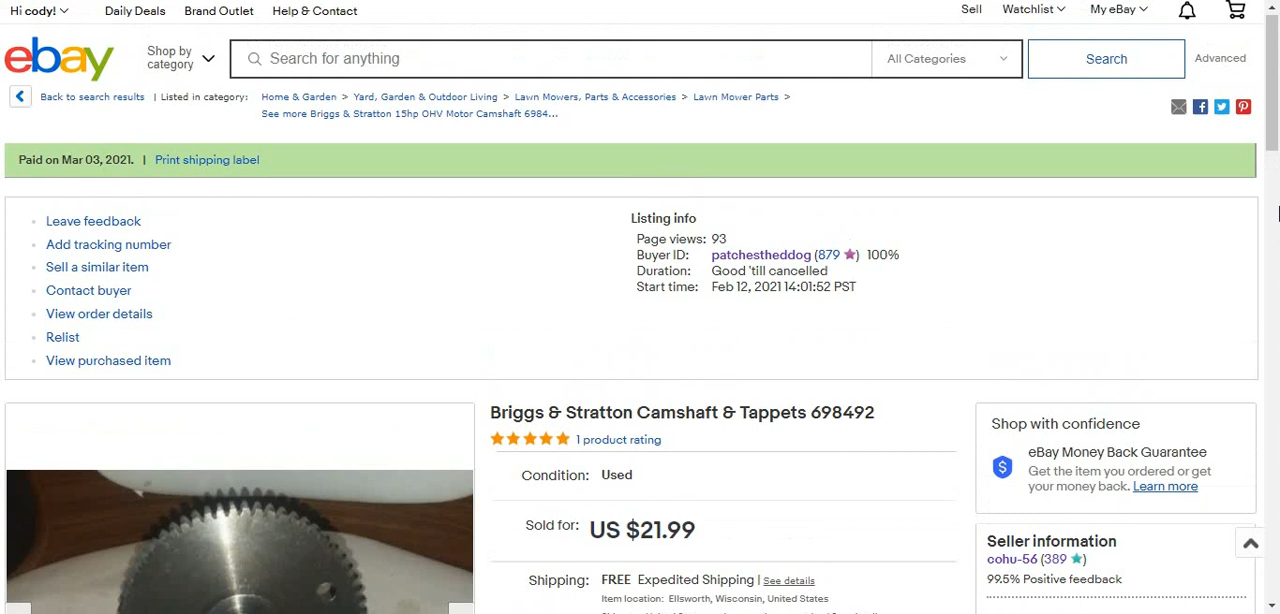 Hi cody! Daily Deals Brand Outlet Help & Contact Sell Watchlist My eBay
ebay Shop by category Search for anything All Categories Search Advanced
Back to search results | Listed in category: Home & Garden > Yard, Garden & Outdoor Living > Lawn Mowers, Parts & Accessories > Lawn Mower Parts >
See more Briggs & Stratton 15hp OHV Motor Camshaft 6984...
Paid on Mar 03, 2021. | Print shipping label
Leave feedback
Add tracking number
Sell a similar item
Contact buyer
View order details
Relist
View purchased item
Listing info
Page views: 93
Buyer ID: patchesthedog (879 ) 100%
Duration: Good 'till cancelled
Start time: Feb 12, 2021 14:01:52 PST
Briggs & Stratton Camshaft & Tappets 698492
1 product rating
Condition: Used
Sold for: US $21.99
Shipping: FREE Expedited Shipping | See details
Item location: Ellsworth, Wisconsin, United States
Shop with confidence
eBay Money Back Guarantee
Get the item you ordered or get
your money back. Learn more
Seller information
cohu-56 (389 )
99.5% Positive feedback